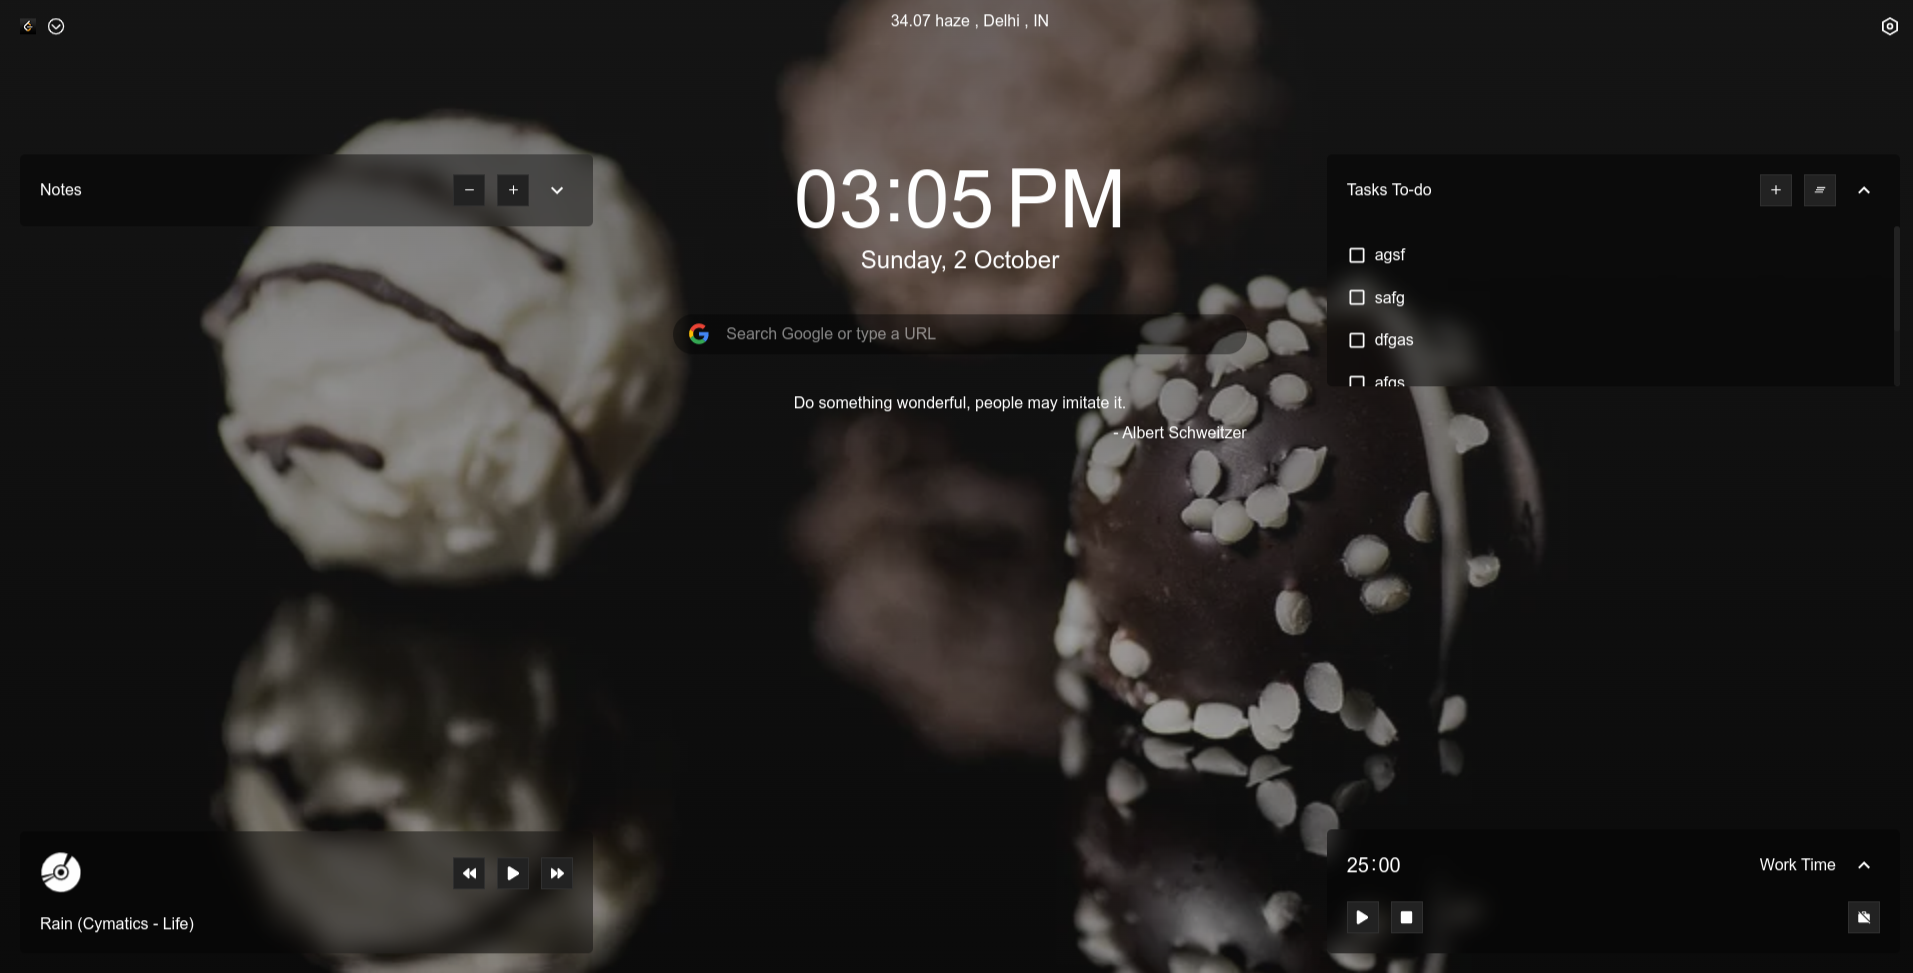 34.07 haze , Delhi , IN
Notes
03:05 PM
Sunday, 2 October
Search Google or type a URL
Do something wonderful, people may imitate it.
- Albert Schweitzer
Tasks To-do
agsf
safg
dfgas
afgs
Rain (Cymatics - Life)
25:00
Work Time